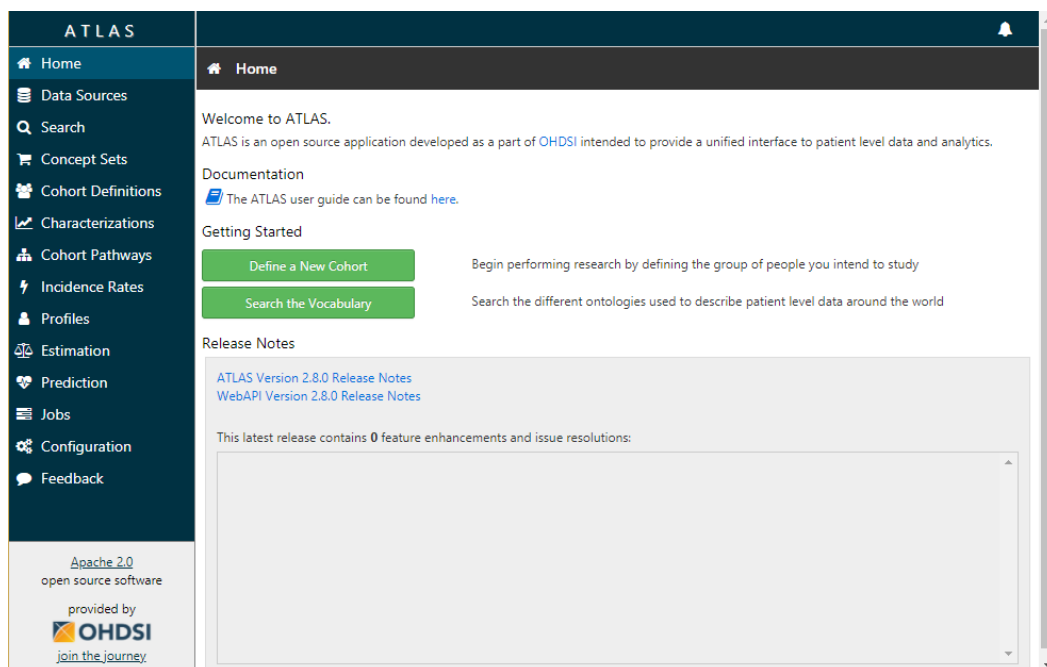 ATLAS
Home
Data Sources
Search
Concept Sets
Cohort Definitions
Characterizations
Cohort Pathways
Incidence Rates
Profiles
Estimation
Prediction
Jobs
Configuration
Feedback
Apache 2.0
open source software
provided by
OHDSI
join the journey
Home
Welcome to ATLAS.
ATLAS is an open source application developed as a part of OHDSI intended to provide a unified interface to patient level data and analytics.
Documentation
The ATLAS user guide can be found here.
Getting Started
Define a New Cohort Begin performing research by defining the group of people you intend to study
Search the Vocabulary Search the different ontologies used to describe patient level data around the world
Release Notes
ATLAS Version 2.8.0 Release Notes
WebAPI Version 2.8.0 Release Notes
This latest release contains 0 feature enhancements and issue resolutions: